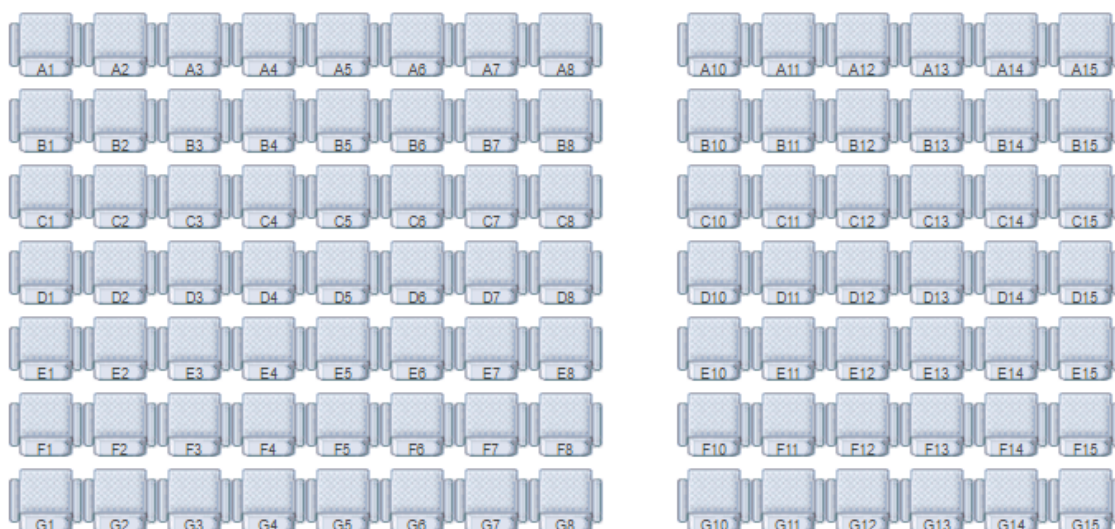 A1 A2 A3 A4 A5 A6 A7 A8 A10 A11 A12 A13 A14 A15
B1 B2 B3 B4 B5 B6 B7 B8 B10 B11 B12 B13 B14 B15
C1 C2 C3 C4 C5 C6 C7 C8 C10 C11 C12 C13 C14 C15
D1 D2 D3 D4 D5 D6 D7 D8 D10 D11 D12 D13 D14 D15
E1 E2 E3 E4 E5 E6 E7 E8 E10 E11 E12 E13 E14 E15
F1 F2 F3 F4 F5 F6 F7 F8 F10 F11 F12 F13 F14 F15
G1 G2 G3 G4 G5 G6 G7 G8 G10 G11 G12 G13 G14 G15